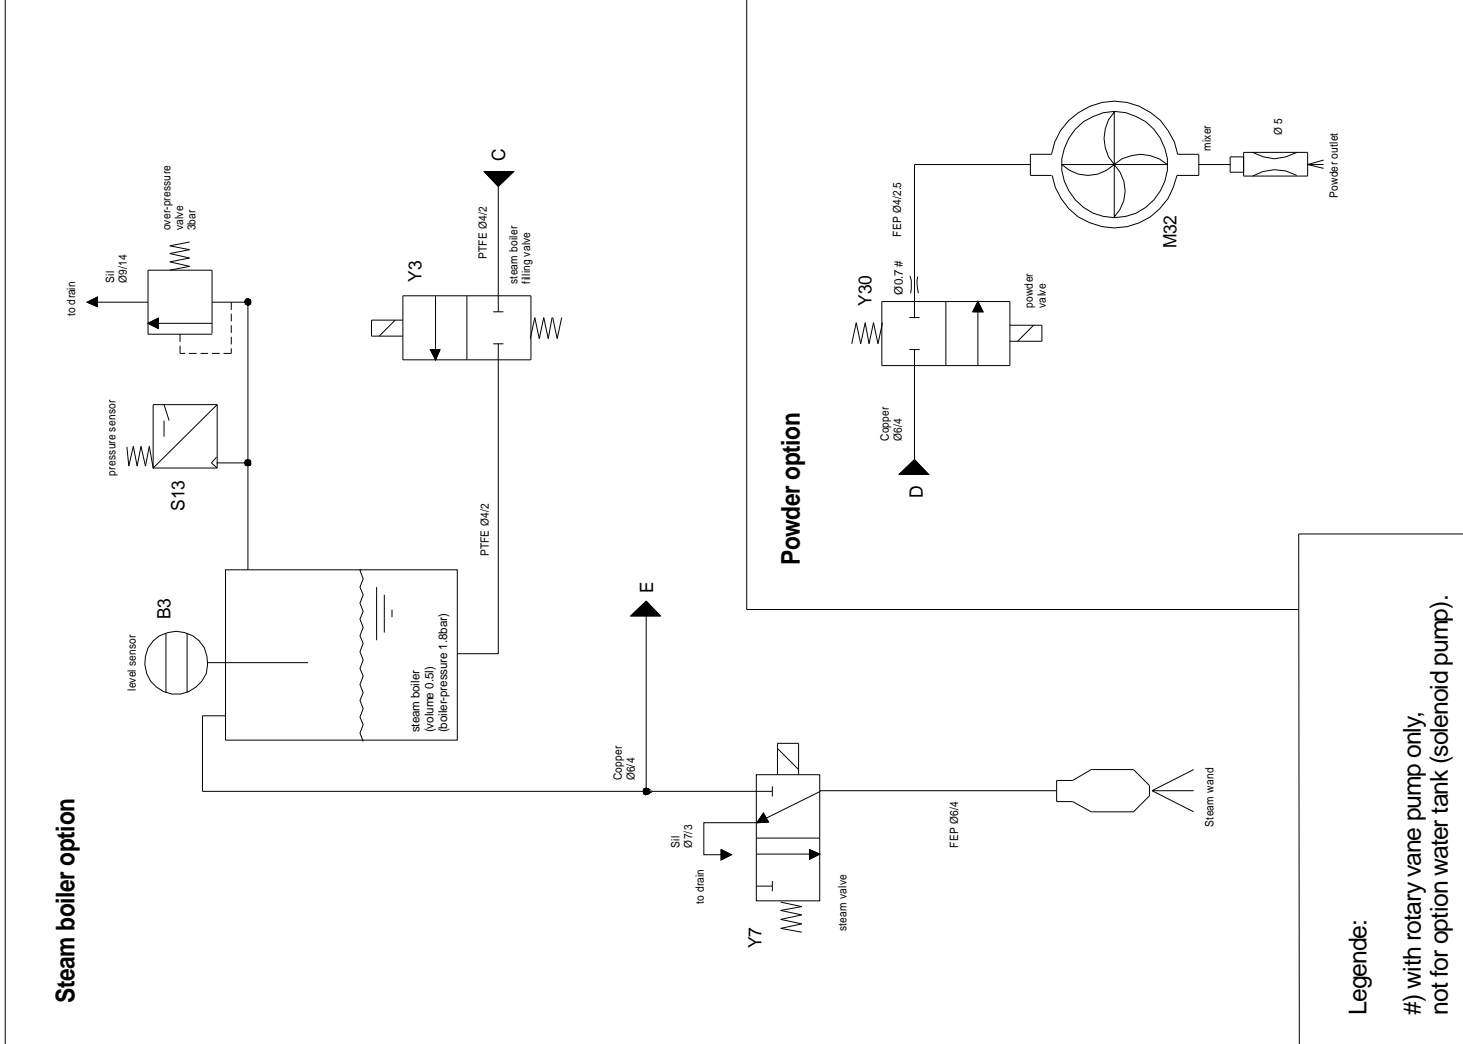 Steam boiler option
to drain
Sil
Ø9/14
over-pressure
valve
3bar
pressure sensor
S13
level sensor
B3
steam boiler
(volume 0.5l)
(boiler-pressure 1.8bar)
Y3
PTFE Ø4/2
C
steam boiler
filling valve
PTFE Ø4/2
E
Copper
Ø6/4
Sil
Ø7/3
to drain
Y7
steam valve
FEP Ø6/4
Steam wand
Powder option
D
Copper
Ø6/4
Y30
Ø0.7 #
FEP Ø4/2.5
powder
valve
M32
mixer
Ø 5
Powder outlet
Legende:
#) with rotary vane pump only,
not for option water tank (solenoid pump).